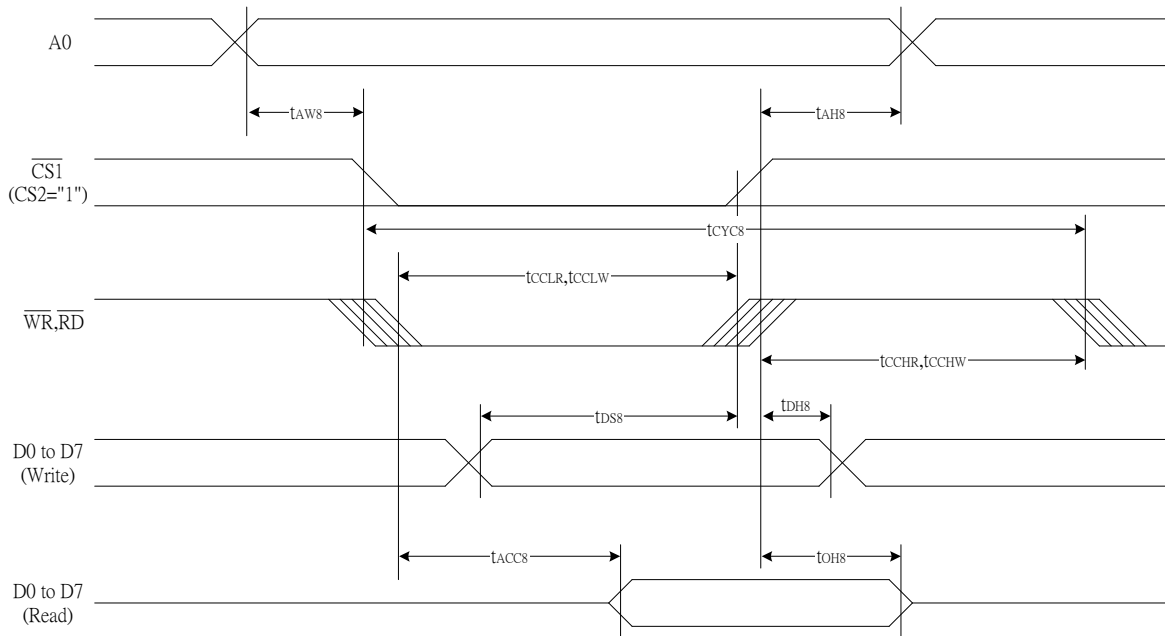 A0
tAW8
tAH8
CS1
(CS2="1")
tCYC8
tCCLR,tCCLW
WR,RD
tCCHR,tCCHW
tDS8
tDH8
D0 to D7
(Write)
tACC8
tOH8
D0 to D7
(Read)